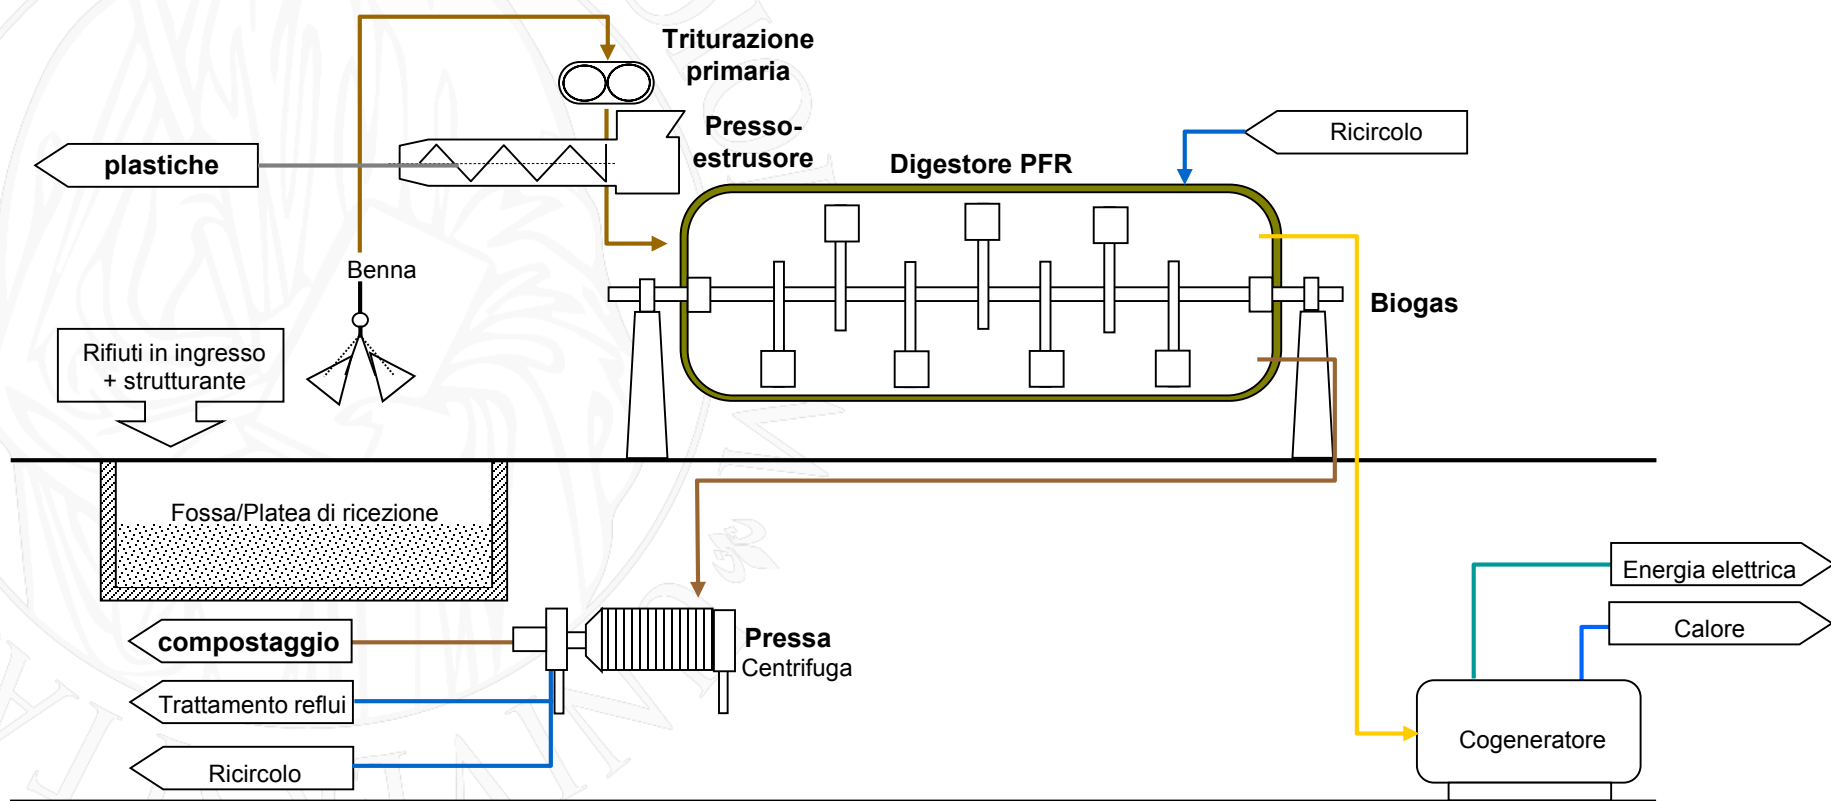 Triturazione
primaria
Presso-
estrusore
plastiche
Digestore PFR
Ricircolo
Benna
Biogas
Rifiuti in ingresso
+ strutturante
Fossa/Platea di ricezione
Energia elettrica
Calore
compostaggio
Pressa
Centrifuga
Trattamento reflui
Cogeneratore
Ricircolo